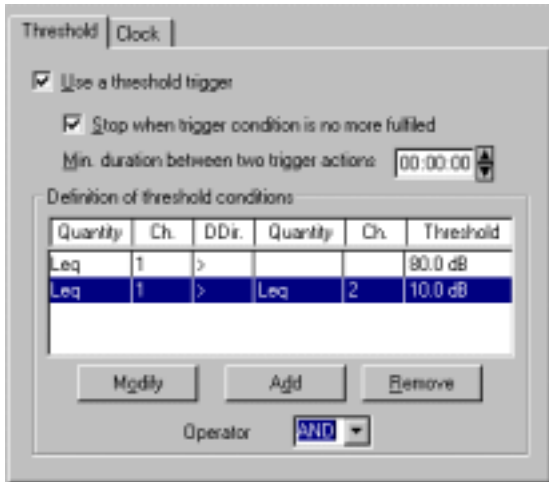 Threshold Clock
Use a threshold trigger
Stop when trigger condition is no more fulfiled
Min. duration between two trigger actions 00:00:00
Definition of threshold conditions
Quantity Ch. DDir. Quantity Ch. Threshold
Leq 1 > 80.0 dB
Leq 1 > Leq 2 10.0 dB
Modify Add Remove
Operator AND